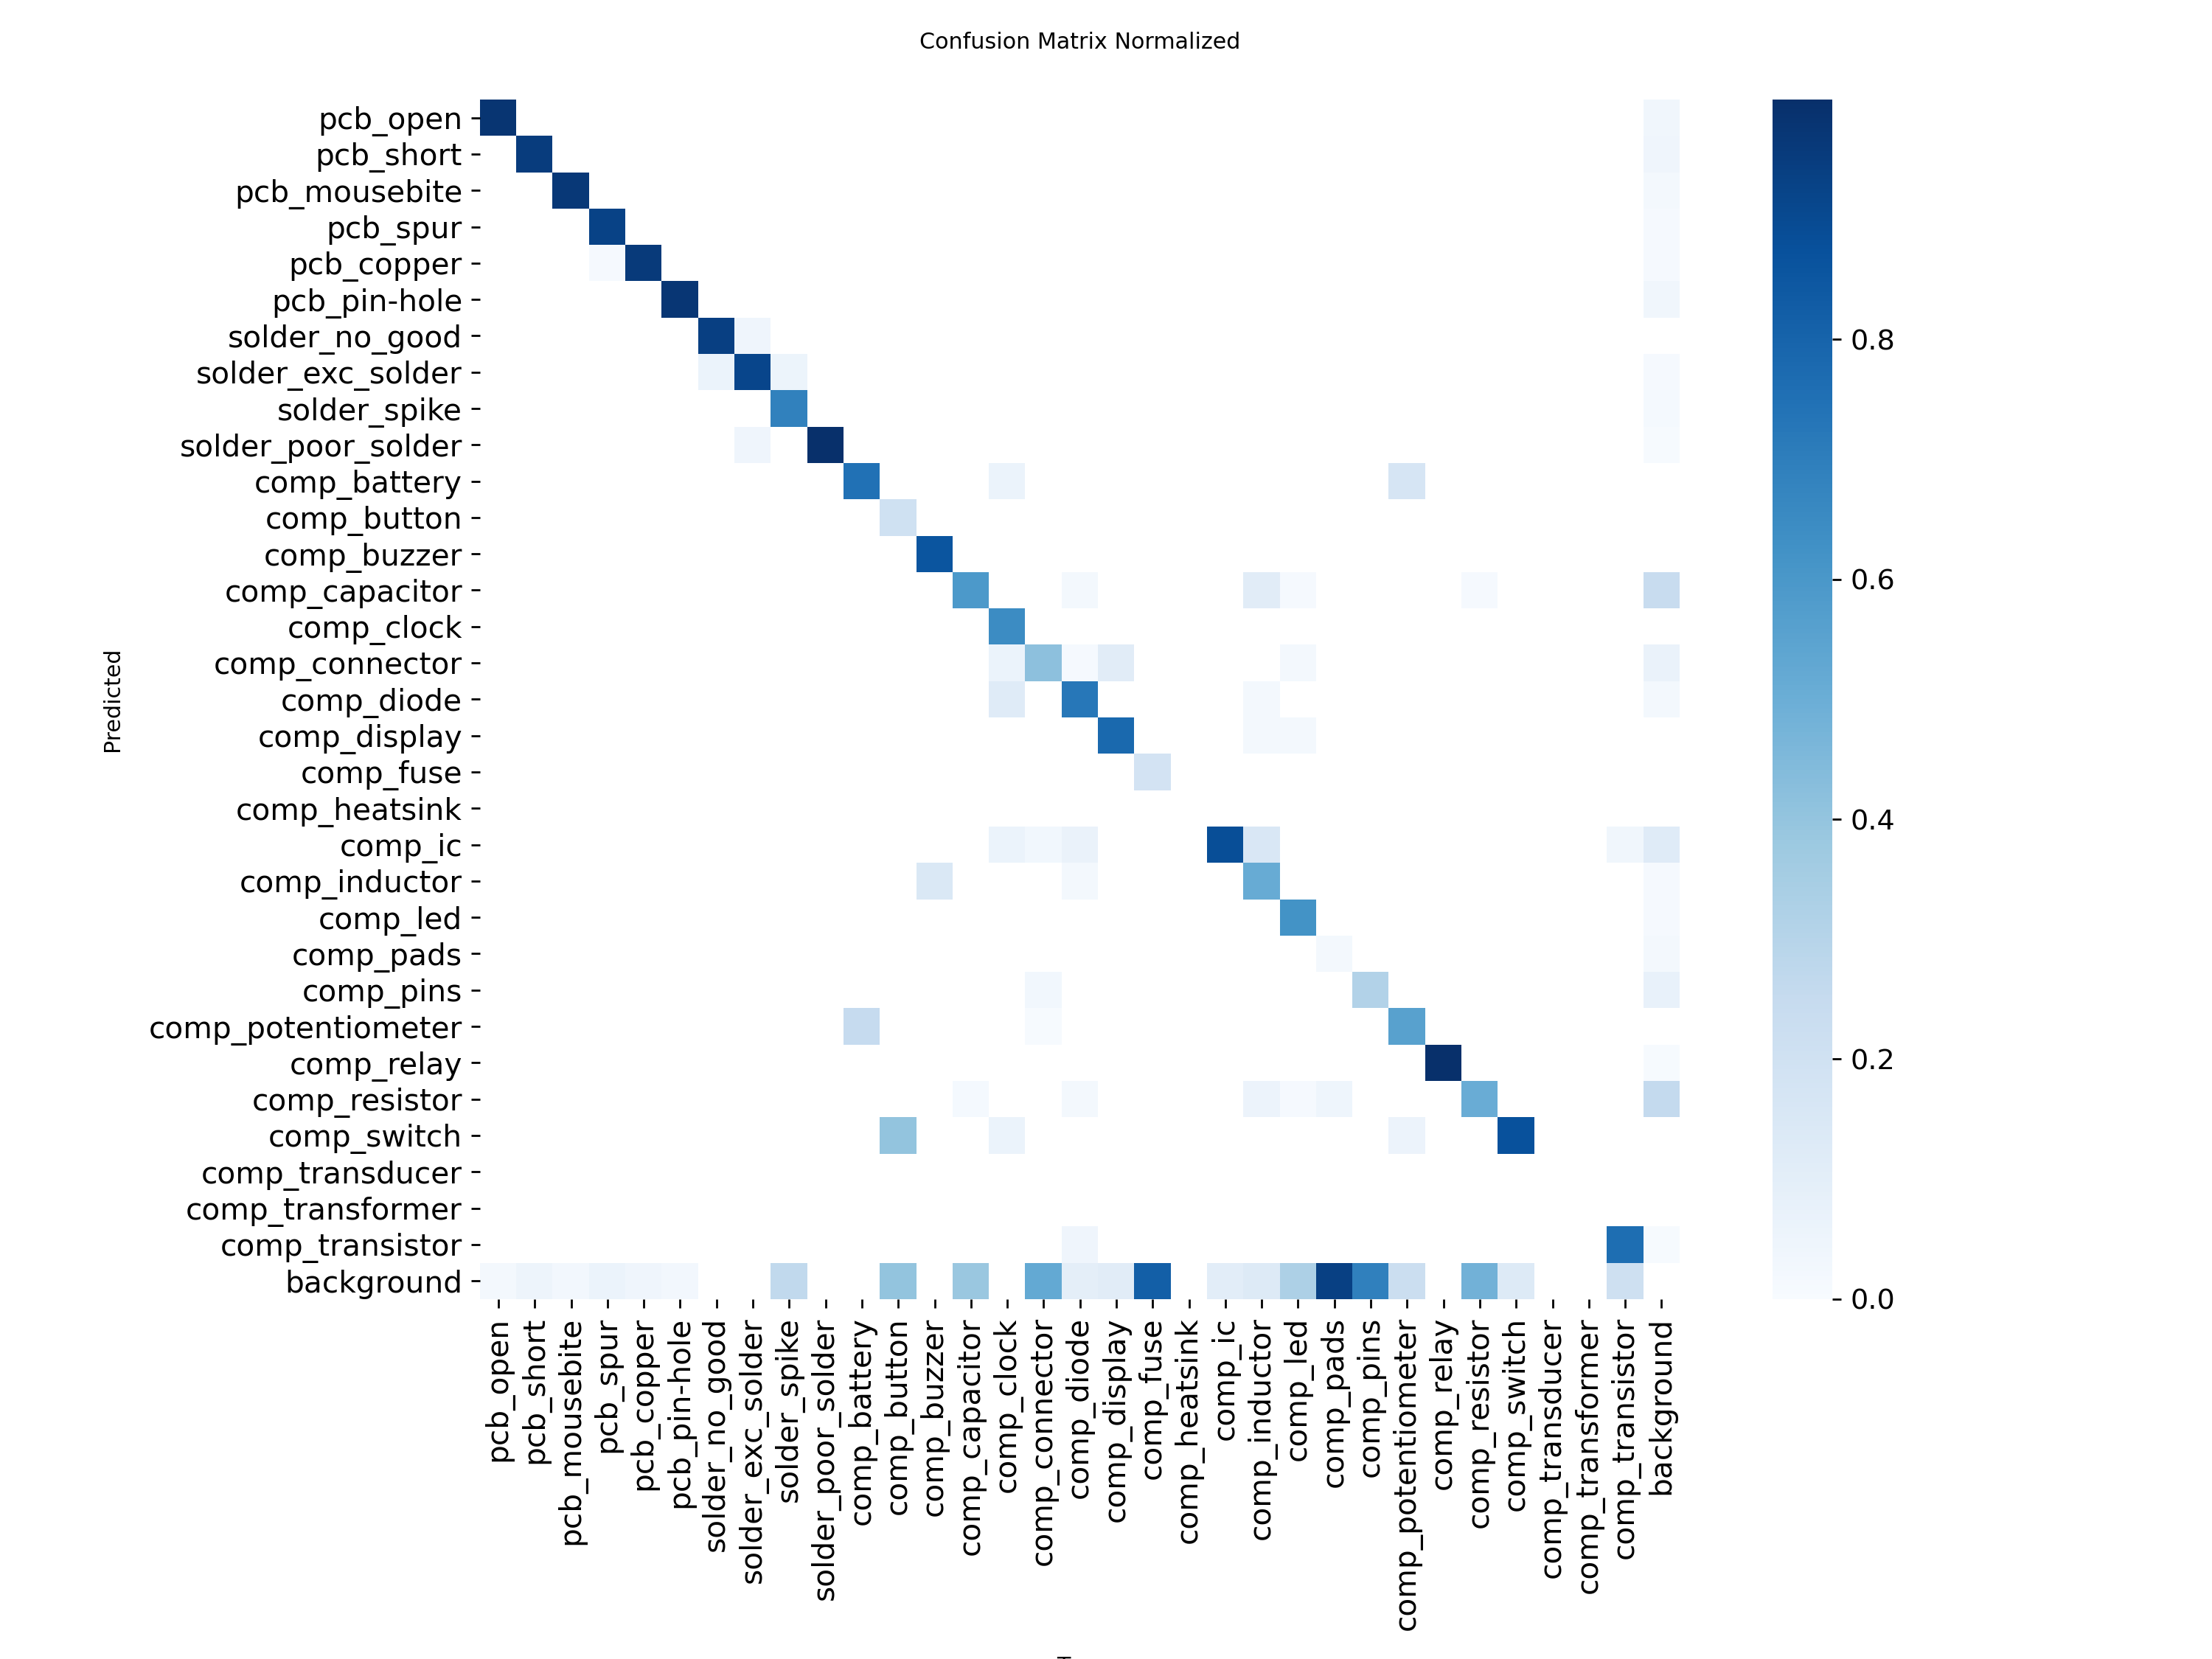 Confusion Matrix Normalized
Predicted
pcb_open
pcb_short
pcb_mousebite
pcb_spur
pcb_copper
pcb_pin-hole
solder_no_good
solder_exc_solder
solder_spike
solder_poor_solder
comp_battery
comp_button
comp_buzzer
comp_capacitor
comp_clock
comp_connector
comp_diode
comp_display
comp_fuse
comp_heatsink
comp_ic
comp_inductor
comp_led
comp_pads
comp_pins
comp_potentiometer
comp_relay
comp_resistor
comp_switch
comp_transducer
comp_transformer
comp_transistor
background
pcb_open
pcb_short
pcb_mousebite
pcb_spur
pcb_copper
pcb_pin-hole
solder_no_good
solder_exc_solder
solder_spike
solder_poor_solder
comp_battery
comp_button
comp_buzzer
comp_capacitor
comp_clock
comp_connector
comp_diode
comp_display
comp_fuse
comp_heatsink
comp_ic
comp_inductor
comp_led
comp_pads
comp_pins
comp_potentiometer
comp_relay
comp_resistor
comp_switch
comp_transducer
comp_transformer
comp_transistor
background
0.8
0.6
0.4
0.2
0.0